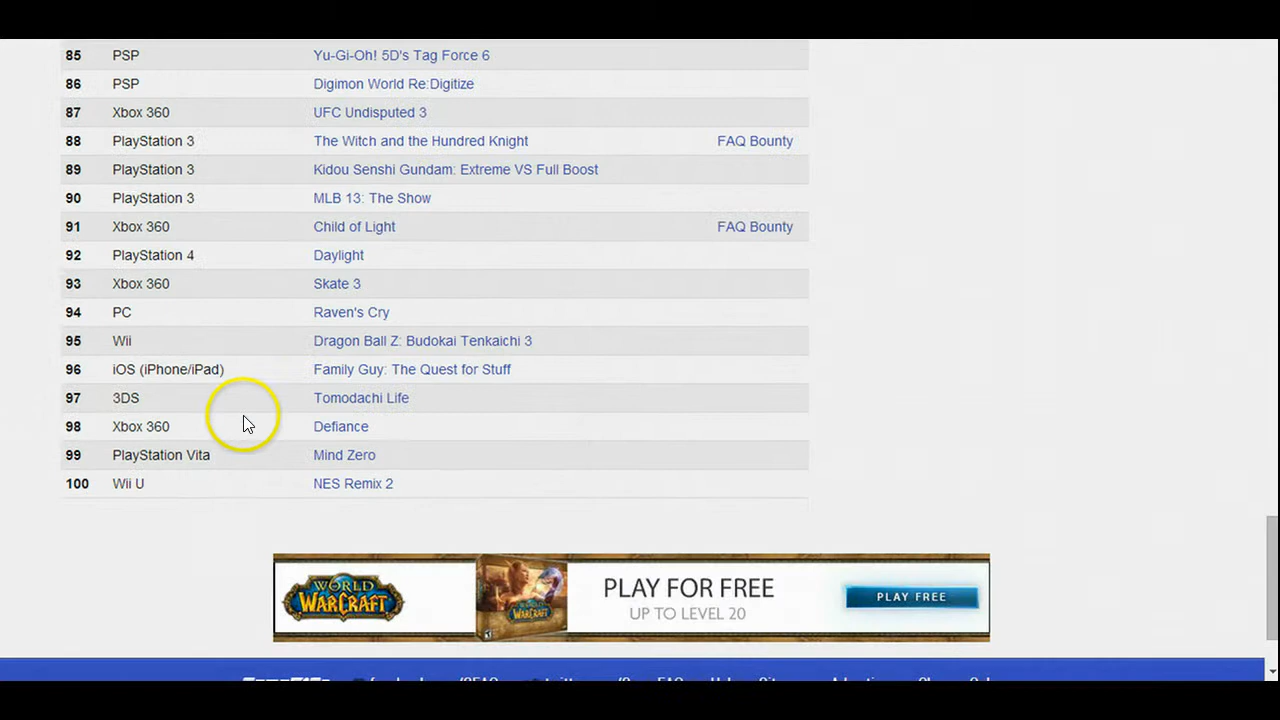 85 PSP Yu-Gi-Oh! 5D's Tag Force 6
86 PSP Digimon World Re:Digitize
87 Xbox 360 UFC Undisputed 3
88 PlayStation 3 The Witch and the Hundred Knight FAQ Bounty
89 PlayStation 3 Kidou Senshi Gundam: Extreme VS Full Boost
90 PlayStation 3 MLB 13: The Show
91 Xbox 360 Child of Light FAQ Bounty
92 PlayStation 4 Daylight
93 Xbox 360 Skate 3
94 PC Raven's Cry
95 Wii Dragon Ball Z: Budokai Tenkaichi 3
96 iOS (iPhone/iPad) Family Guy: The Quest for Stuff
97 3DS Tomodachi Life
98 Xbox 360 Defiance
99 PlayStation Vita Mind Zero
100 Wii U NES Remix 2
WORLD
WARCRAFT
PLAY FOR FREE
UP TO LEVEL 20
PLAY FREE